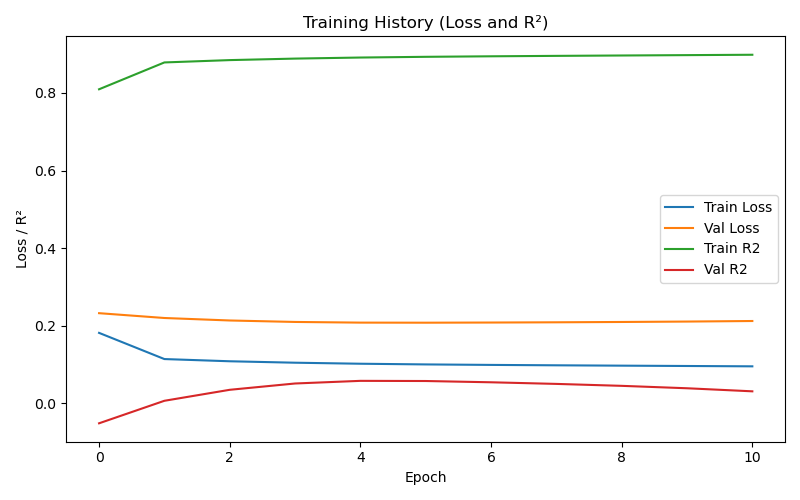 Training History (Loss and R²)
Loss / R²
0.8
0.6
0.4
0.2
0.0
Train Loss
Val Loss
Train R2
Val R2
0 2 4 6 8 10
Epoch